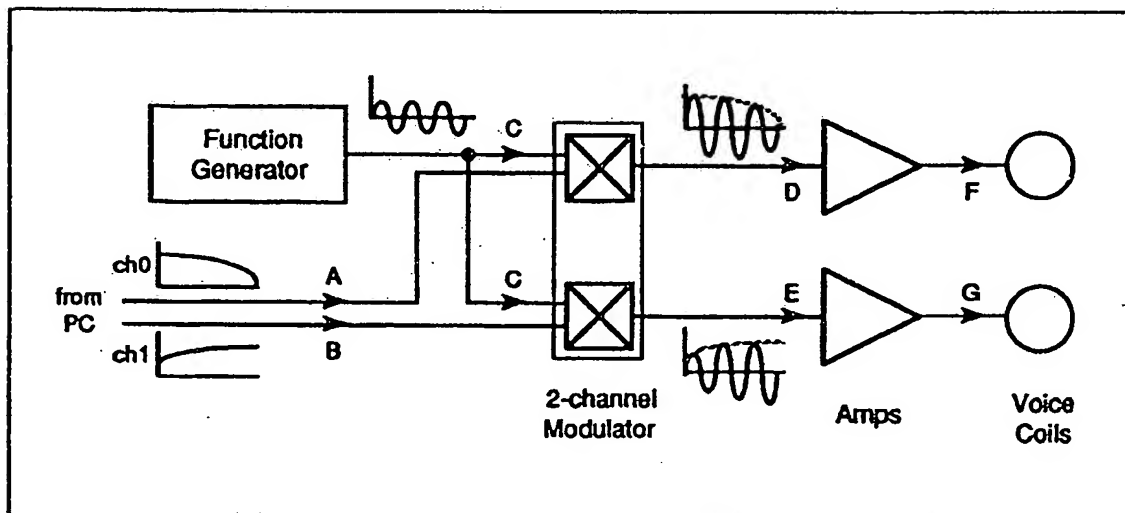 Function
Generator
C
D
F
ch0
A
from
PC
C
E
G
B
ch1
2-channel
Modulator
Amps
Voice
Coils